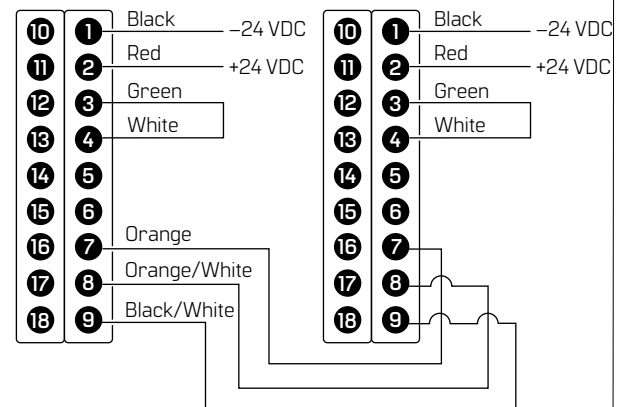 10 1 Black −24 VDC
11 2 Red +24 VDC
12 3 Green
13 4 White
14 5
15 6
16 7 Orange
17 8 Orange/White
18 9 Black/White
10 1 Black −24 VDC
11 2 Red +24 VDC
12 3 Green
13 4 White
14 5
15 6
16 7
17 8
18 9